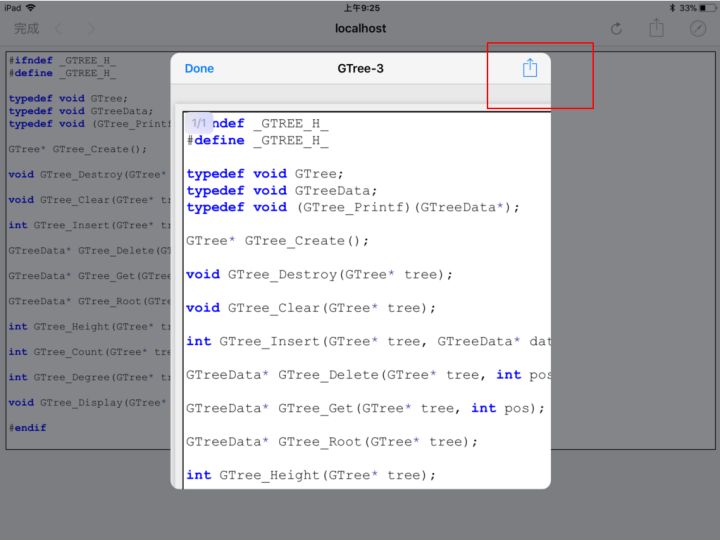 iPad 上午9:25 33%
完成 localhost
#ifndef _GTREE_H_
#define _GTREE_H_
typedef void GTree;
typedef void GTreeData;
typedef void (GTree_Printf
GTree* GTree_Create();
void GTree_Destroy(GTree*
void GTree_Clear(GTree* tr
int GTree_Insert(GTree* tr
GTreeData* GTree_Delete(GT
GTreeData* GTree_Get(GTree
GTreeData* GTree_Root(GTre
int GTree_Height(GTree* tr
int GTree_Count(GTree* tre
int GTree_Degree(GTree* tr
void GTree_Display(GTree*
#endif
Done GTree-3
1/1
ndef _GTREE_H_
#define _GTREE_H_
typedef void GTree;
typedef void GTreeData;
typedef void (GTree_Printf)(GTreeData*);
GTree* GTree_Create();
void GTree_Destroy(GTree* tree);
void GTree_Clear(GTree* tree);
int GTree_Insert(GTree* tree, GTreeData* dat
GTreeData* GTree_Delete(GTree* tree, int pos
GTreeData* GTree_Get(GTree* tree, int pos);
GTreeData* GTree_Root(GTree* tree);
int GTree_Height(GTree* tree);